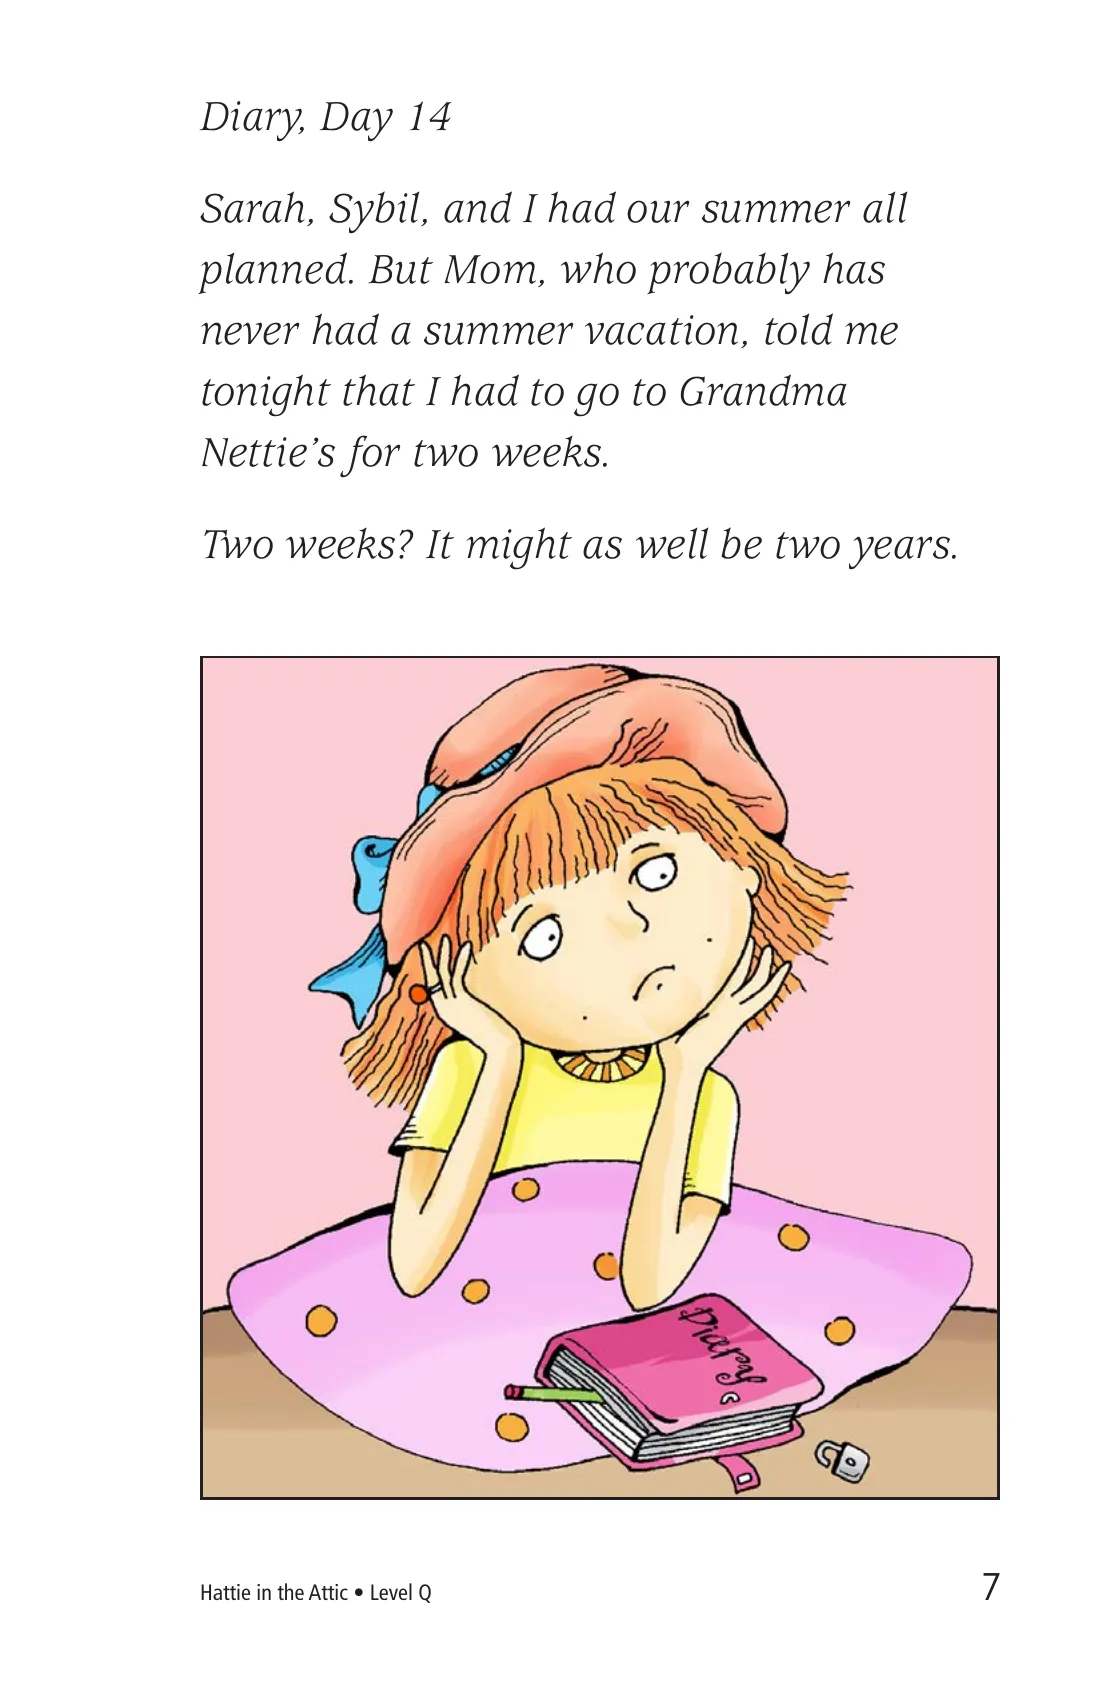 Diary, Day 14
Sarah, Sybil, and I had our summer all
planned. But Mom, who probably has
never had a summer vacation, told me
tonight that I had to go to Grandma
Nettie’s for two weeks.
Two weeks? It might as well be two years.
Diary
Hattie in the Attic • Level Q
7